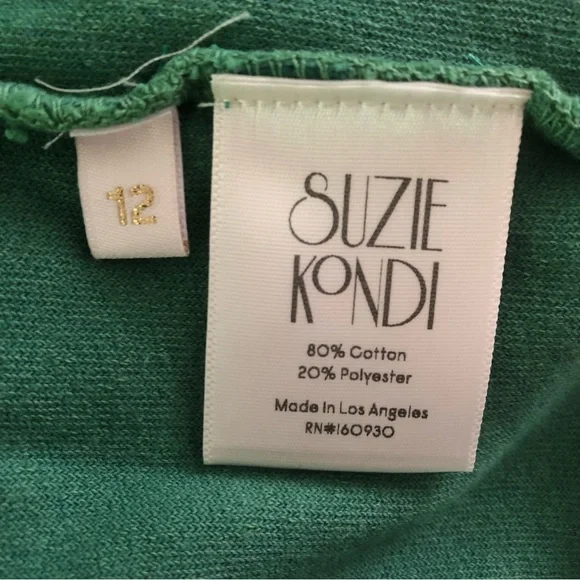 12
SUZIE
KONDI
80% Cotton
20% Polyester
Made In Los Angeles
RN#160930